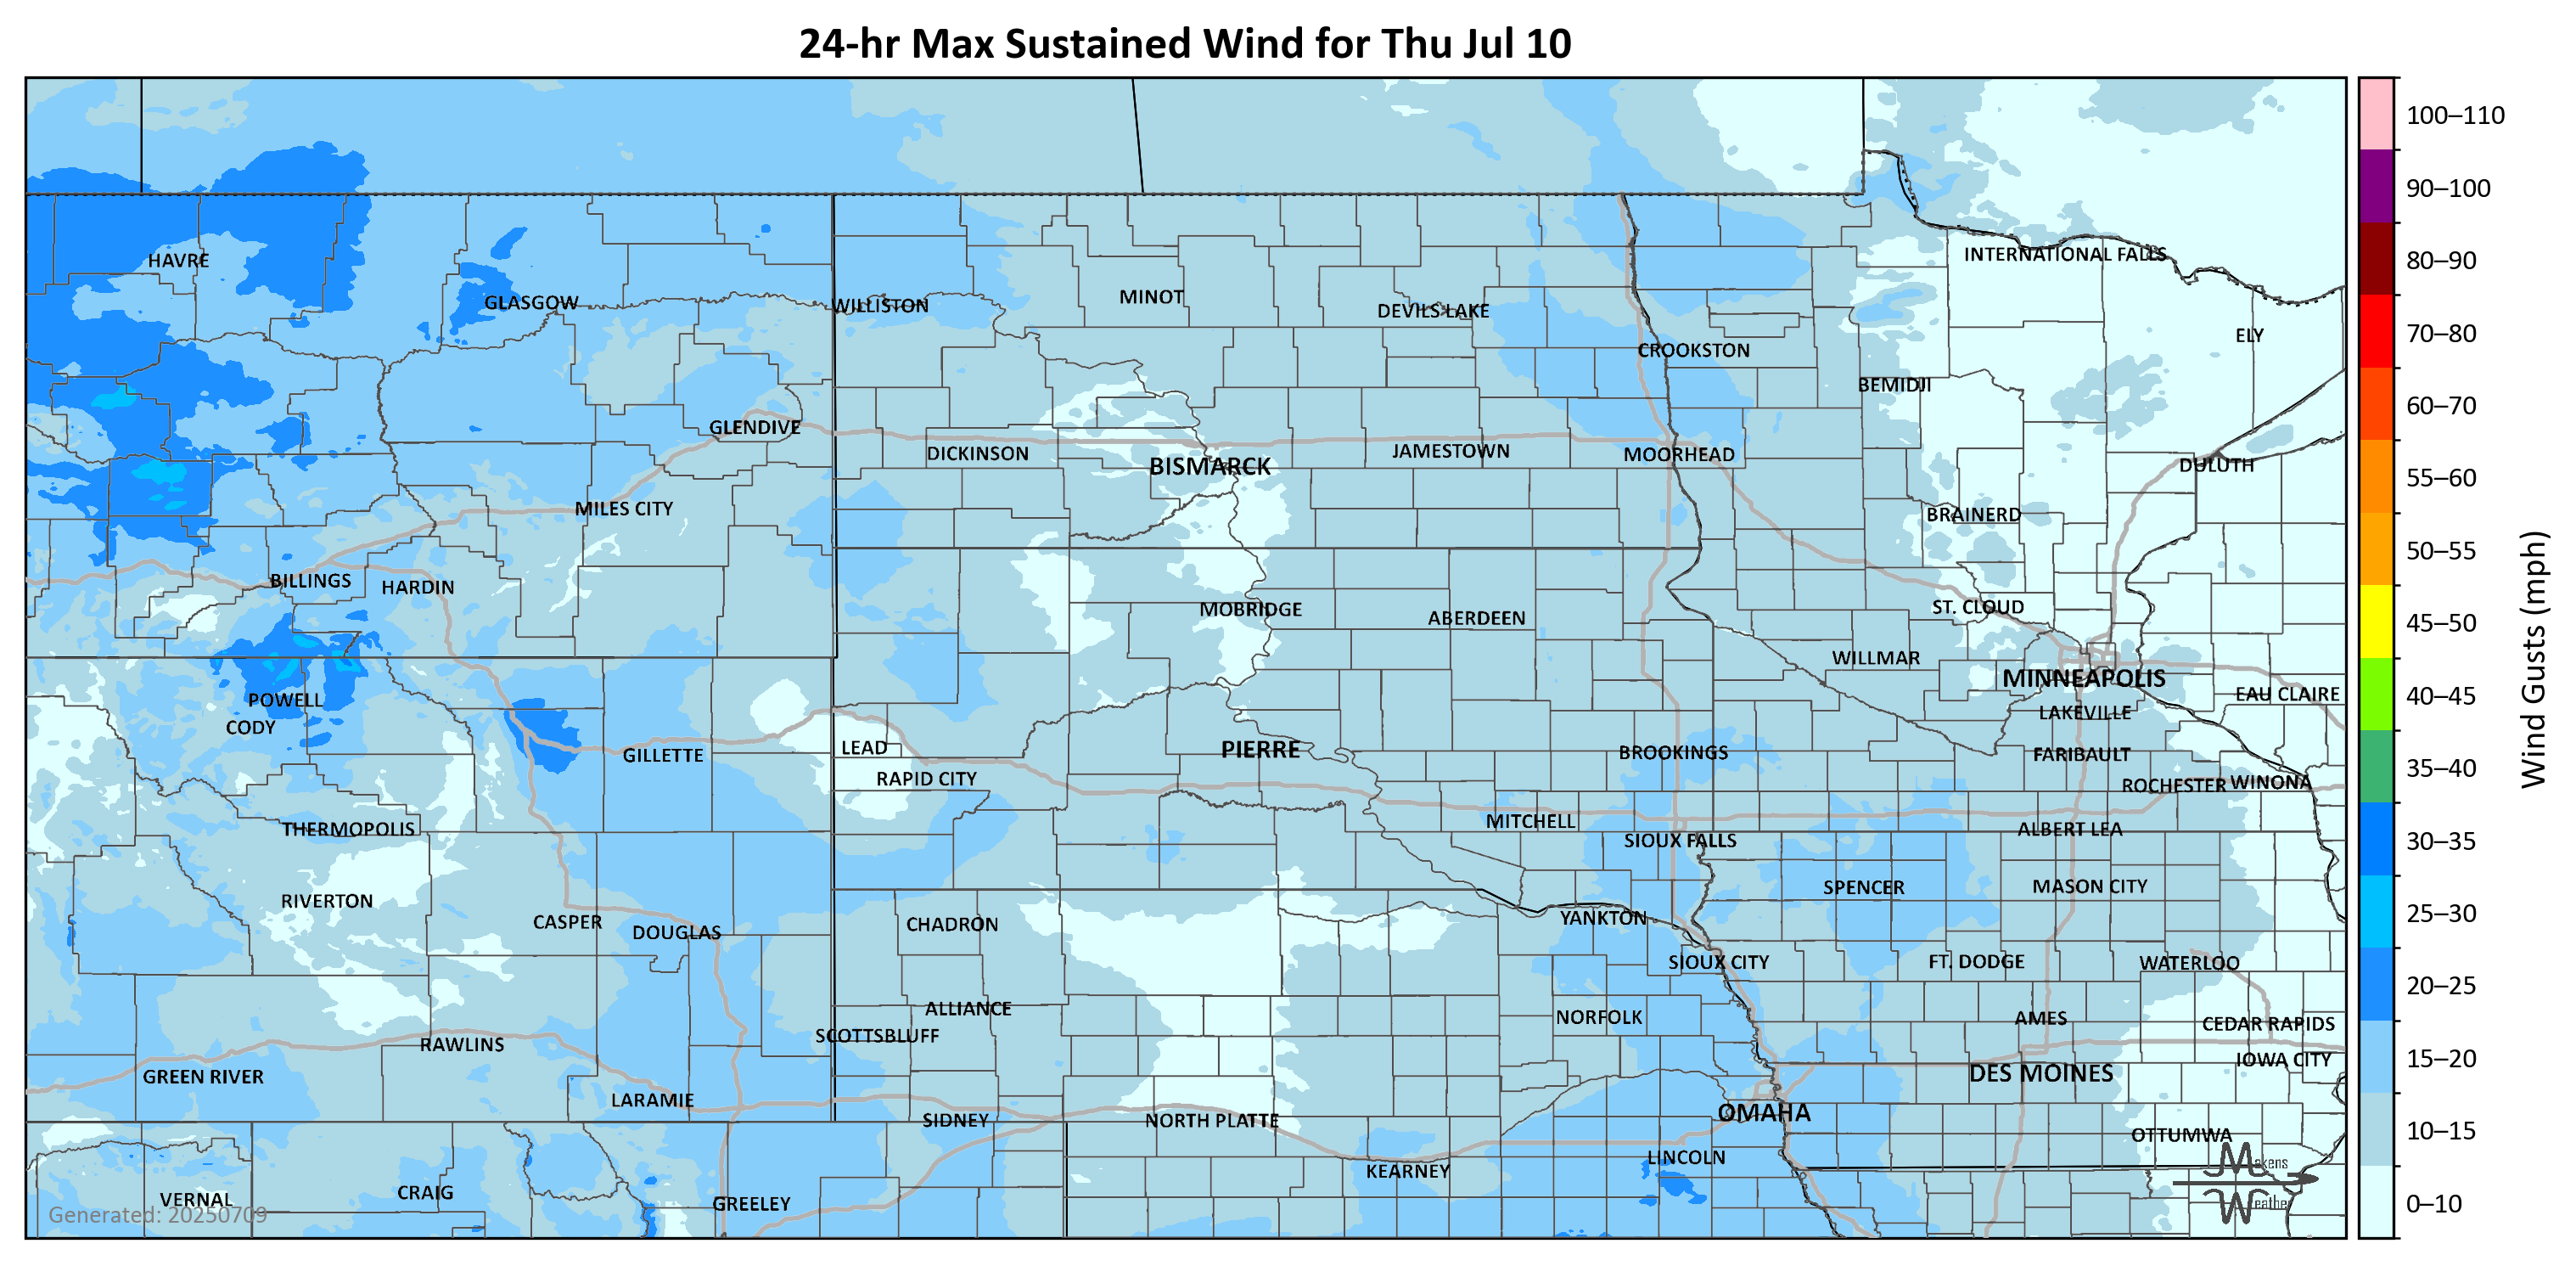 24-hr Max Sustained Wind for Thu Jul 10
HAVRE
GLASGOW
WILLISTON
MINOT
DEVILS LAKE
INTERNATIONAL FALLS
ELY
CROOKSTON
BEMIDJI
GLENDIVE
DICKINSON
BISMARCK
JAMESTOWN
MOORHEAD
DULUTH
MILES CITY
BRAINERD
BILLINGS
HARDIN
MOBRIDGE
ABERDEEN
ST. CLOUD
WILLMAR
MINNEAPOLIS
EAU CLAIRE
POWELL
CODY
LAKEVILLE
GILLETTE
LEAD
PIERRE
BROOKINGS
FARIBAULT
RAPID CITY
ROCHESTER
WINONA
THERMOPOLIS
MITCHELL
SIOUX FALLS
ALBERT LEA
RIVERTON
SPENCER
MASON CITY
CASPER
DOUGLAS
CHADRON
YANKTON
SIOUX CITY
FT. DODGE
WATERLOO
ALLIANCE
NORFOLK
AMES
CEDAR RAPIDS
SCOTTSBLUFF
RAWLINS
IOWA CITY
GREEN RIVER
DES MOINES
LARAMIE
SIDNEY
NORTH PLATTE
OMAHA
OTTUMWA
KEARNEY
LINCOLN
VERNAL
CRAIG
GREELEY
Generated: 20250709
Makens
Weather
100–110
90–100
80–90
70–80
60–70
55–60
50–55
45–50
40–45
35–40
30–35
25–30
20–25
15–20
10–15
0–10
Wind Gusts (mph)